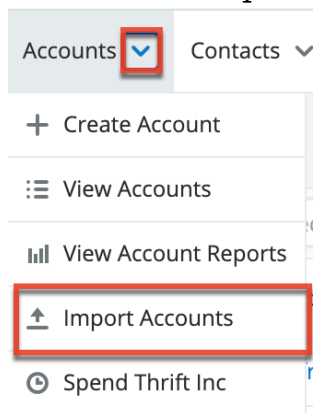 Accounts Contacts
Create Account
View Accounts
View Account Reports
Import Accounts
Spend Thrift Inc